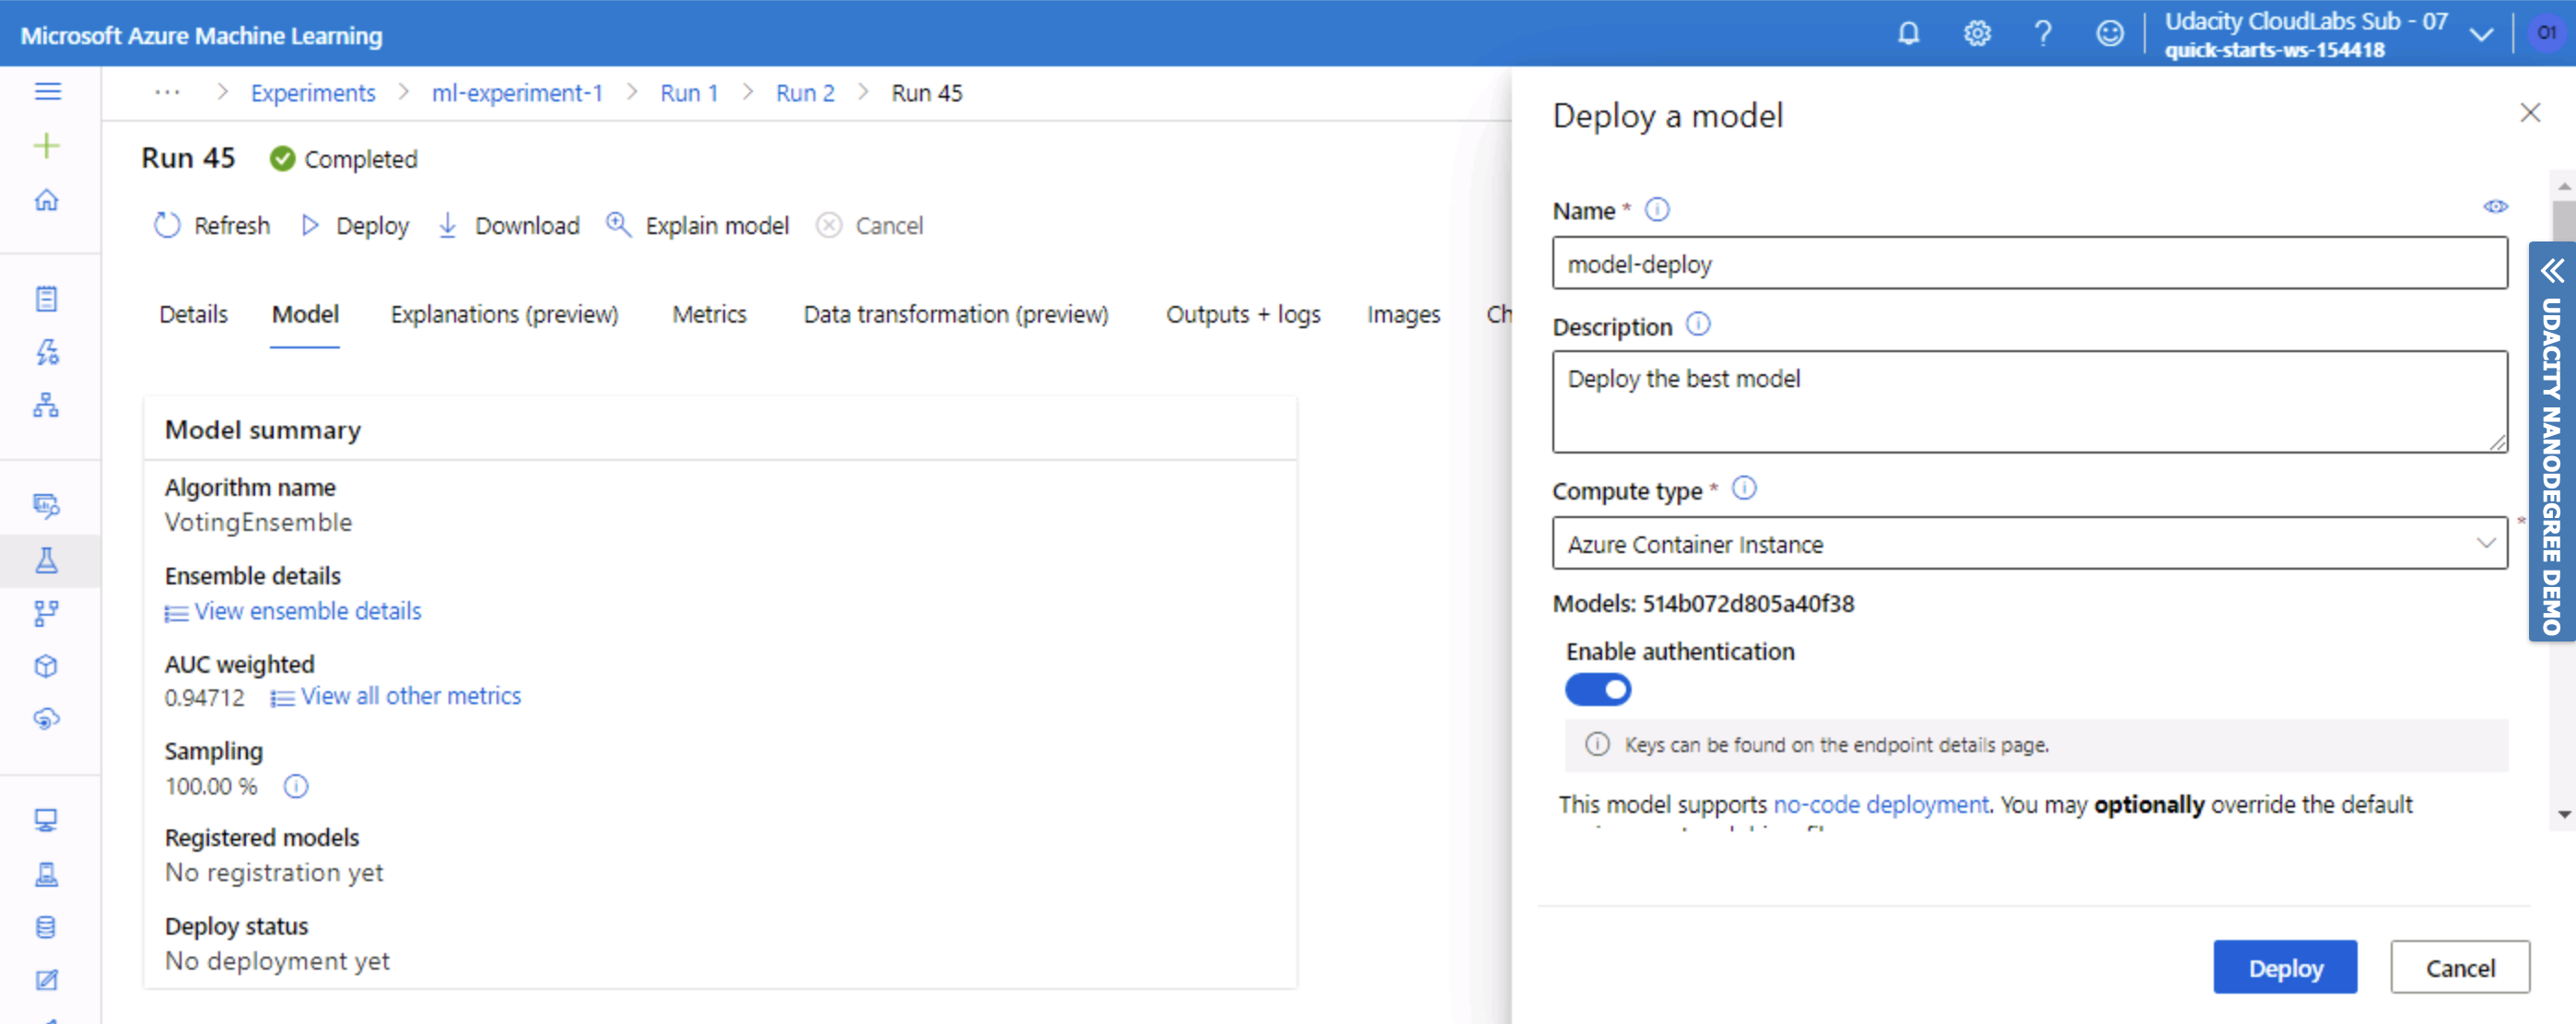 Microsoft Azure Machine Learning
Udacity CloudLabs Sub - 07
quick-starts-ws-154418
01
Experiments > ml-experiment-1 > Run 1 > Run 2 > Run 45
Run 45 Completed
Refresh Deploy Download Explain model Cancel
Details Model Explanations (preview) Metrics Data transformation (preview) Outputs + logs Images Ch
Model summary
Algorithm name
VotingEnsemble
Ensemble details
View ensemble details
AUC weighted
0.94712 View all other metrics
Sampling
100.00 %
Registered models
No registration yet
Deploy status
No deployment yet
Deploy a model
Name *
model-deploy
Description
Deploy the best model
Compute type *
Azure Container Instance
*
Models: 514b072d805a40f38
Enable authentication
Keys can be found on the endpoint details page.
This model supports no-code deployment. You may optionally override the default
Deploy Cancel
UDACITY NANODEGREE DEMO